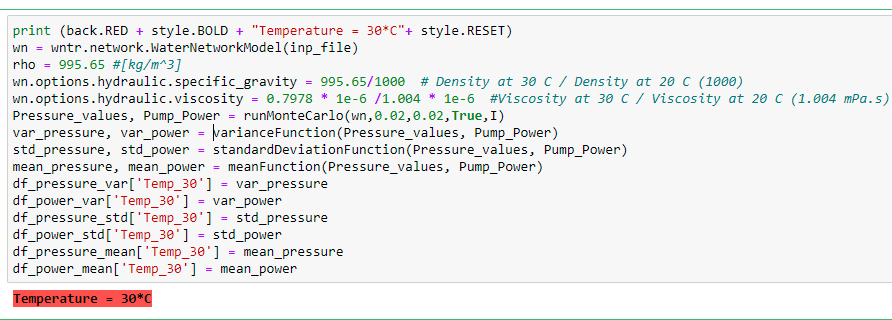 print (back.RED + style.BOLD + "Temperature = 30*C"+ style.RESET)
wn = wntr.network.WaterNetworkModel(inp_file)
rho = 995.65 #[kg/m^3]
wn.options.hydraulic.specific_gravity = 995.65/1000  # Density at 30 C / Density at 20 C (1000)
wn.options.hydraulic.viscosity = 0.7978 * 1e-6 /1.004 * 1e-6  #Viscosity at 30 C / Viscosity at 20 C (1.004 mPa.s)
Pressure_values, Pump_Power = runMonteCarlo(wn,0.02,0.02,True,I)
var_pressure, var_power = varianceFunction(Pressure_values, Pump_Power)
std_pressure, std_power = standardDeviationFunction(Pressure_values, Pump_Power)
mean_pressure, mean_power = meanFunction(Pressure_values, Pump_Power)
df_pressure_var['Temp_30'] = var_pressure
df_power_var['Temp_30'] = var_power
df_pressure_std['Temp_30'] = std_pressure
df_power_std['Temp_30'] = std_power
df_pressure_mean['Temp_30'] = mean_pressure
df_power_mean['Temp_30'] = mean_power
Temperature = 30*C